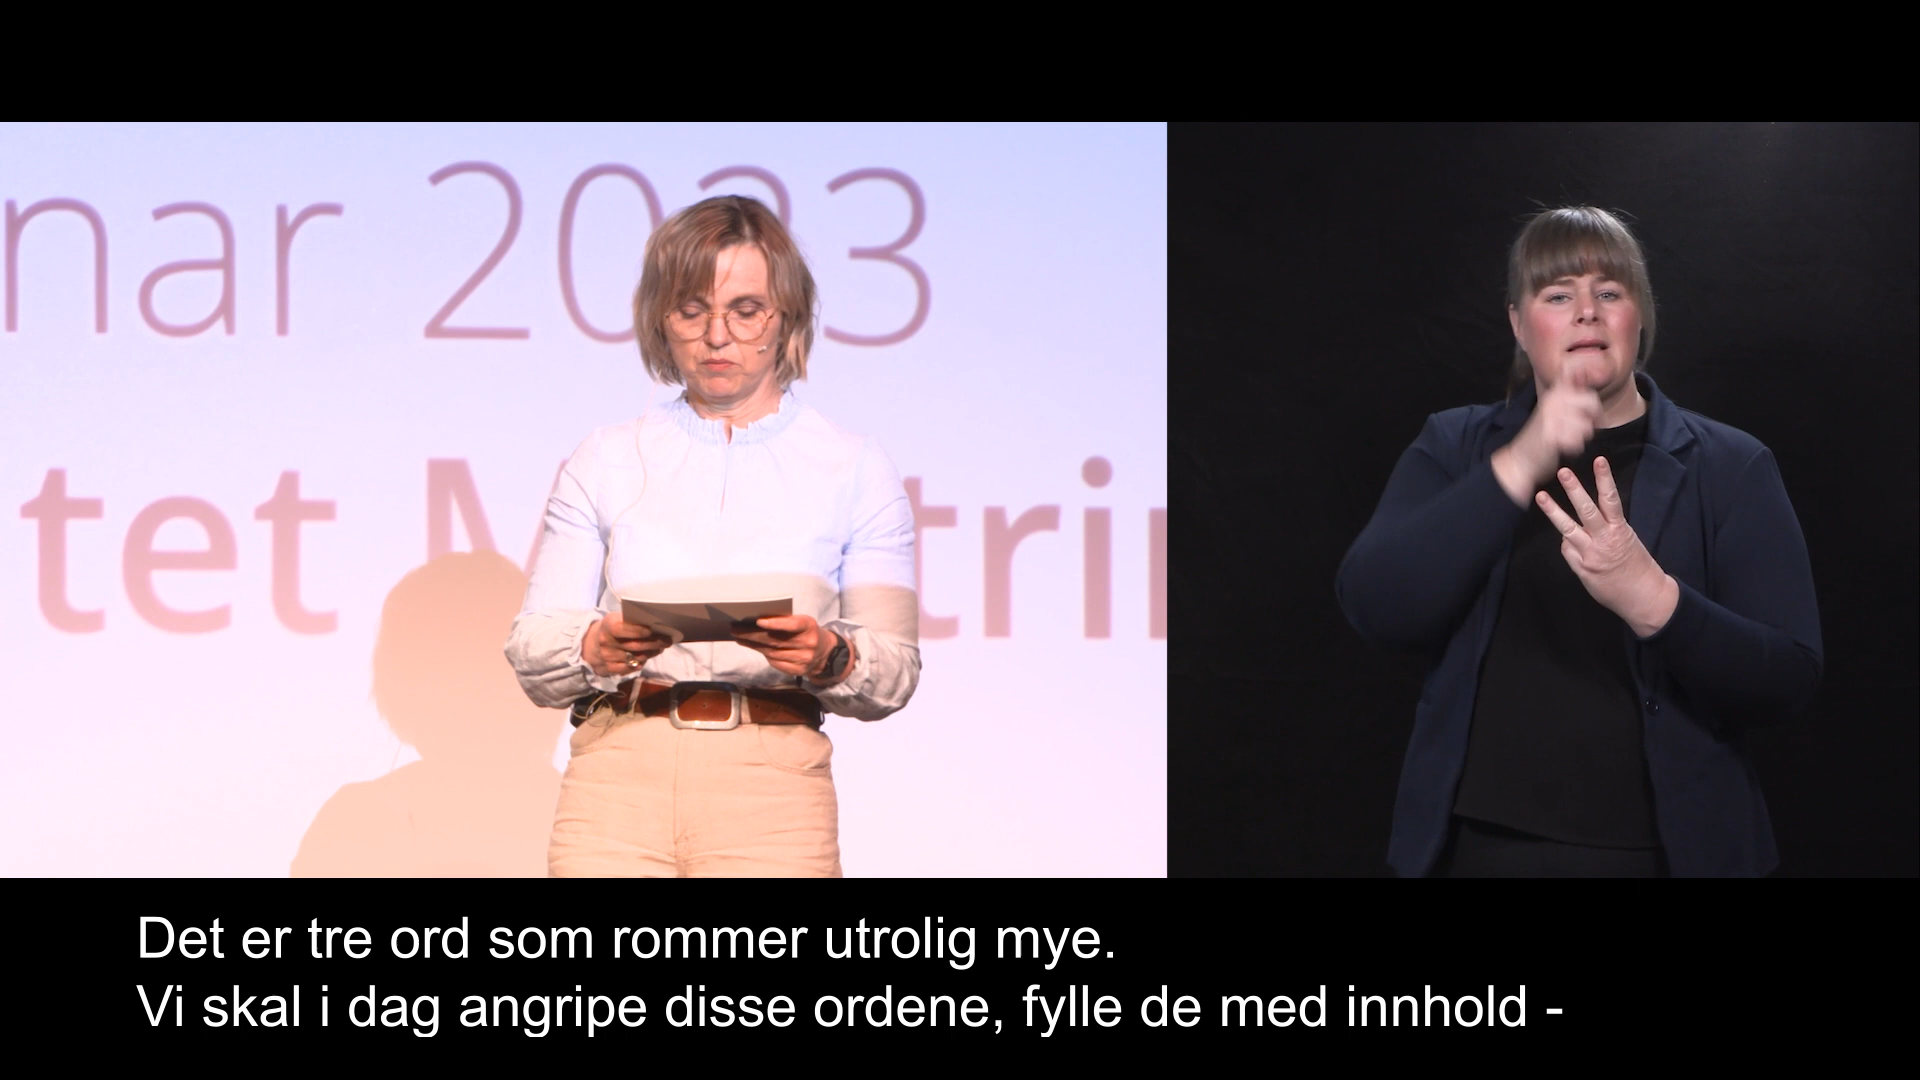 nar 2023
tet M tri
Det er tre ord som rommer utrolig mye.
Vi skal i dag angripe disse ordene, fylle de med innhold -